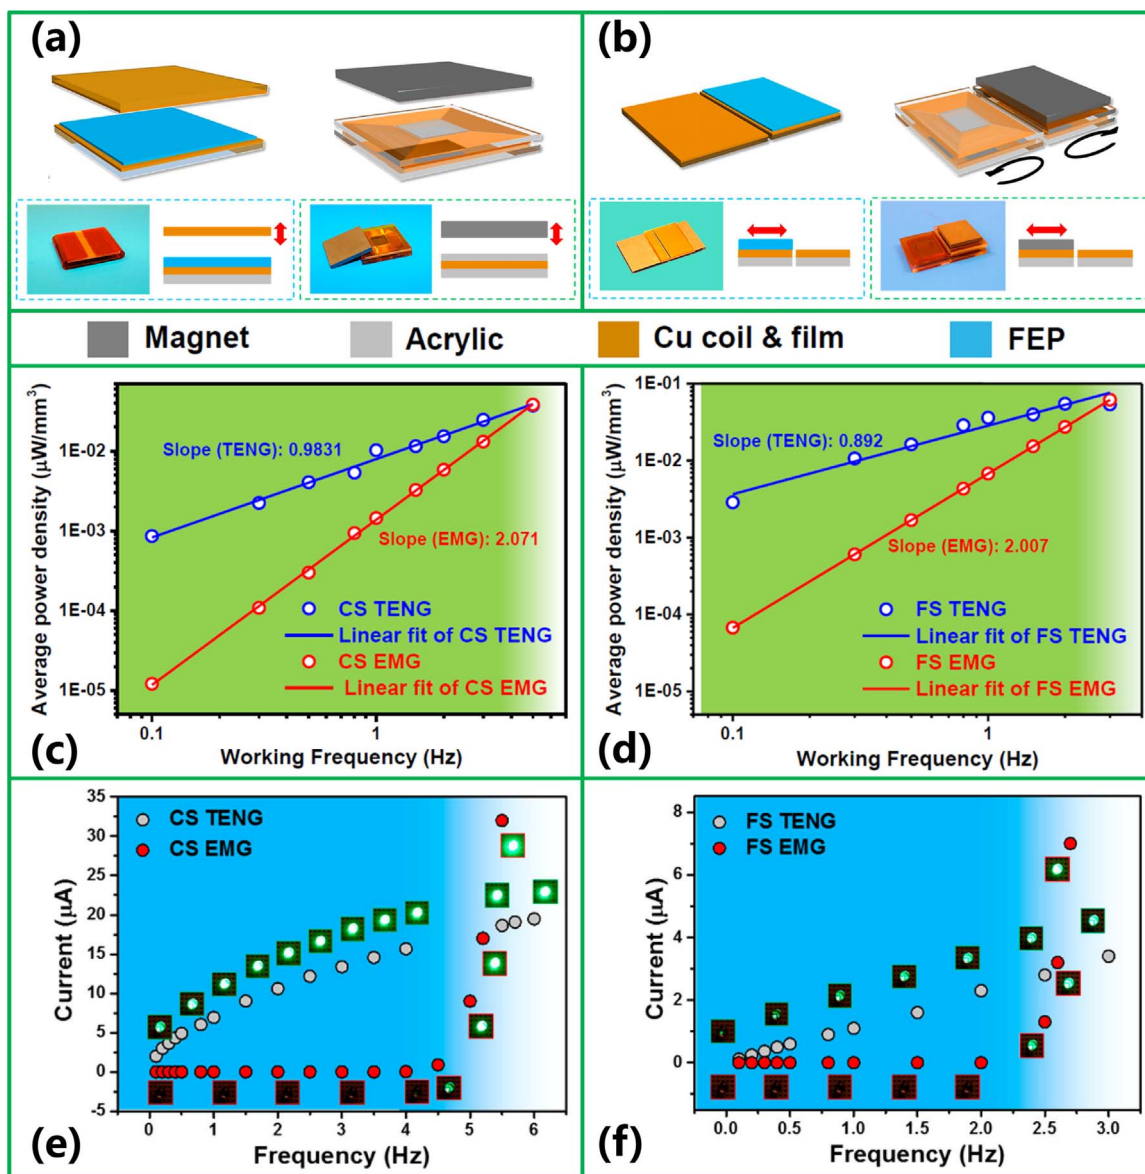 (a)
(b)
Magnet
Acrylic
Cu coil & film
FEP
Average power density (μW/mm³)
1E-02
1E-03
1E-04
1E-05
Slope (TENG): 0.9831
Slope (EMG): 2.071
CS TENG
Linear fit of CS TENG
CS EMG
Linear fit of CS EMG
0.1
1
Working Frequency (Hz)
(c)
Average power density (μW/mm³)
1E-01
1E-02
1E-03
1E-04
1E-05
Slope (TENG): 0.892
Slope (EMG): 2.007
FS TENG
Linear fit of FS TENG
FS EMG
Linear fit of FS EMG
0.1
1
Working Frequency (Hz)
(d)
Current (μA)
35
30
25
20
15
10
5
0
-5
CS TENG
CS EMG
0
1
2
3
4
5
6
Frequency (Hz)
(e)
Current (μA)
8
6
4
2
0
FS TENG
FS EMG
0.0
0.5
1.0
1.5
2.0
2.5
3.0
Frequency (Hz)
(f)